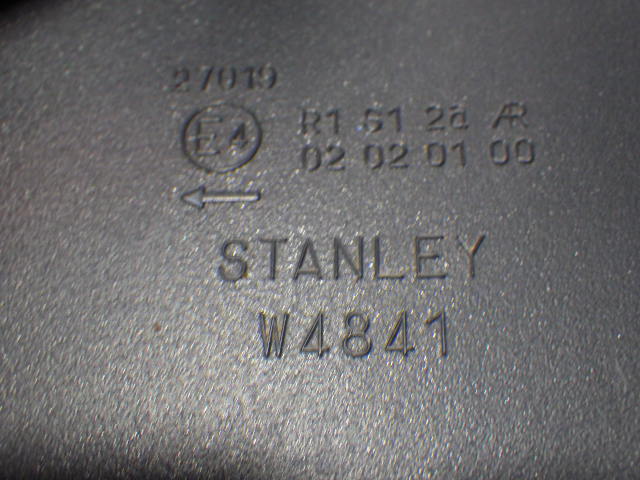 27019
E4 R1 S1 2a AR
02 02 01 00
STANLEY
W4841